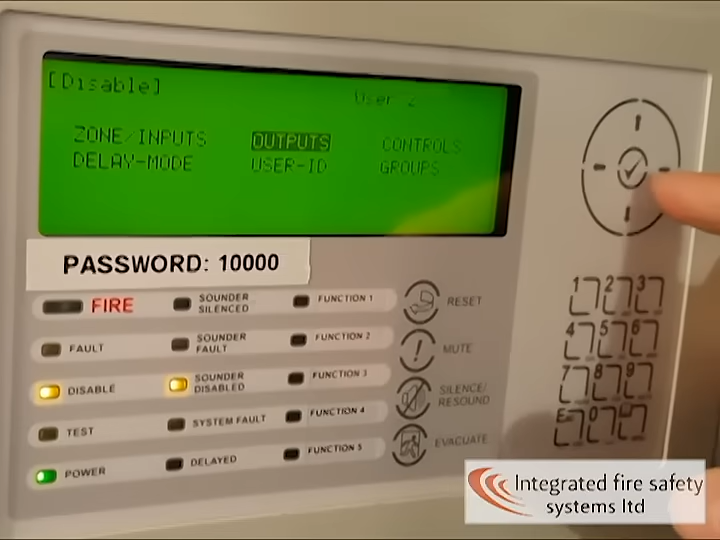 [Disable]
User 2
ZONE/INPUTS OUTPUTS CONTROLS
DELAY-MODE USER-ID GROUPS
PASSWORD: 10000
FIRE
SOUNDER
SILENCED
FUNCTION 1
RESET
FAULT
SOUNDER
FAULT
FUNCTION 2
MUTE
DISABLE
SOUNDER
DISABLED
FUNCTION 3
SILENCE/
RESOUND
TEST
SYSTEM FAULT
FUNCTION 4
EVACUATE
POWER
DELAYED
FUNCTION 5
1 2 3
4 5 6
7 8 9
0
Integrated fire safety
systems ltd